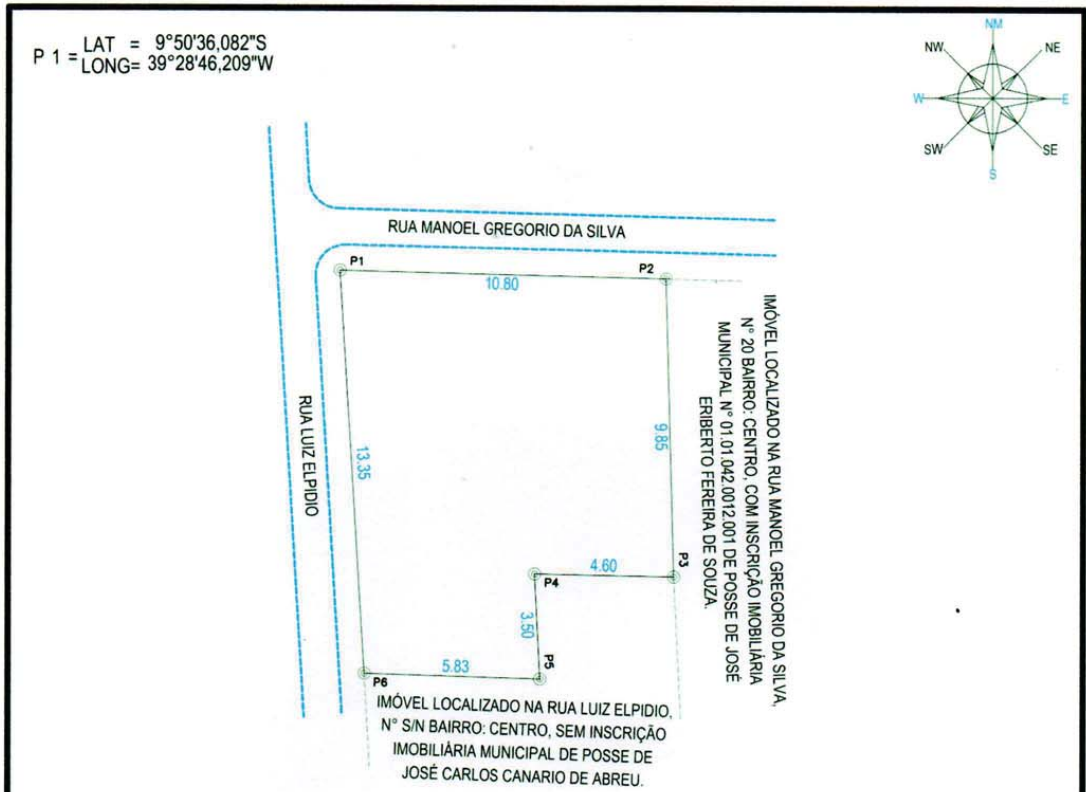 P 1 = LAT = 9°50'36,082"S
LONG= 39°28'46,209"W
NM
NW
NE
W
E
SW
SE
S
RUA MANOEL GREGORIO DA SILVA
P1
P2
10.80
IMÓVEL LOCALIZADO NA RUA MANOEL GREGORIO DA SILVA,
N° 20 BAIRRO: CENTRO, COM INSCRIÇÃO IMOBILIÁRIA
MUNICIPAL N° 01.01.042.0012.001 DE POSSE DE JOSÉ
ERIBERTO FEREIRA DE SOUZA.
9.85
RUA LUIZ ELPIDIO
13.35
P3
4.60
P4
3.50
P5
5.83
P6
IMÓVEL LOCALIZADO NA RUA LUIZ ELPIDIO,
N° S/N BAIRRO: CENTRO, SEM INSCRIÇÃO
IMOBILIÁRIA MUNICIPAL DE POSSE DE
JOSÉ CARLOS CANARIO DE ABREU.